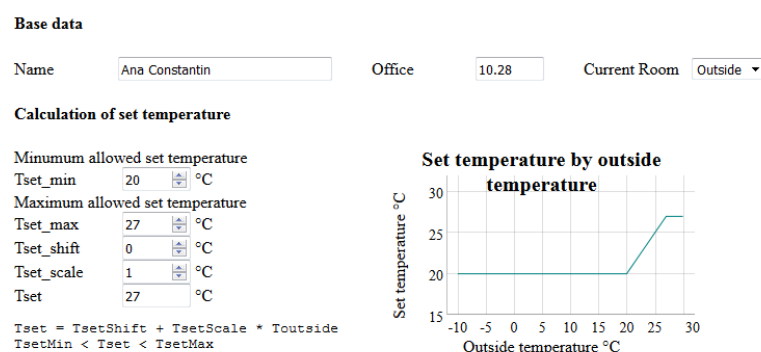 Base data
Name Ana Constantin Office 10.28 Current Room Outside
Calculation of set temperature
Minumum allowed set temperature
Tset_min 20 °C
Maximum allowed set temperature
Tset_max 27 °C
Tset_shift 0 °C
Tset_scale 1 °C
Tset 27 °C
Tset = TsetShift + TsetScale * Toutside
TsetMin < Tset < TsetMax
Set temperature by outside
temperature
Set temperature °C
30
25
20
15
-10 -5 0 5 10 15 20 25 30
Outside temperature °C